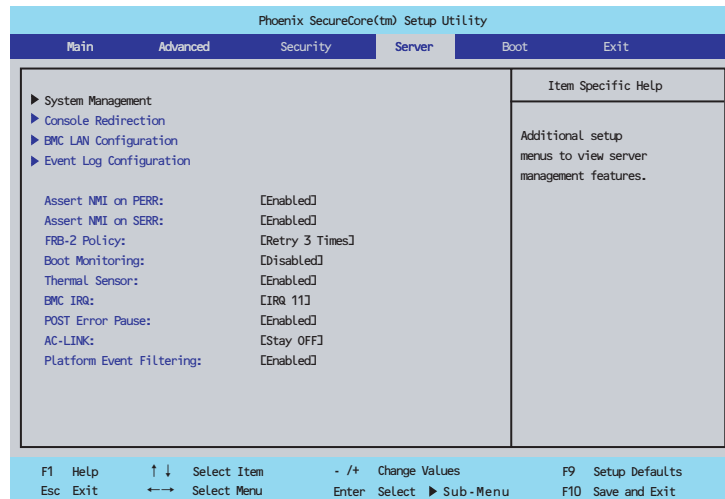 Phoenix SecureCore(tm) Setup Utility
Main Advanced Security Server Boot Exit
▶ System Management
▶ Console Redirection
▶ BMC LAN Configuration
▶ Event Log Configuration
Assert NMI on PERR: [Enabled]
Assert NMI on SERR: [Enabled]
FRB-2 Policy: [Retry 3 Times]
Boot Monitoring: [Disabled]
Thermal Sensor: [Enabled]
BMC IRQ: [IRQ 11]
POST Error Pause: [Enabled]
AC-LINK: [Stay OFF]
Platform Event Filtering: [Enabled]
Item Specific Help
Additional setup
menus to view server
management features.
F1 Help ↑↓ Select Item - /+ Change Values F9 Setup Defaults
Esc Exit ←→ Select Menu Enter Select ▶ Sub-Menu F10 Save and Exit